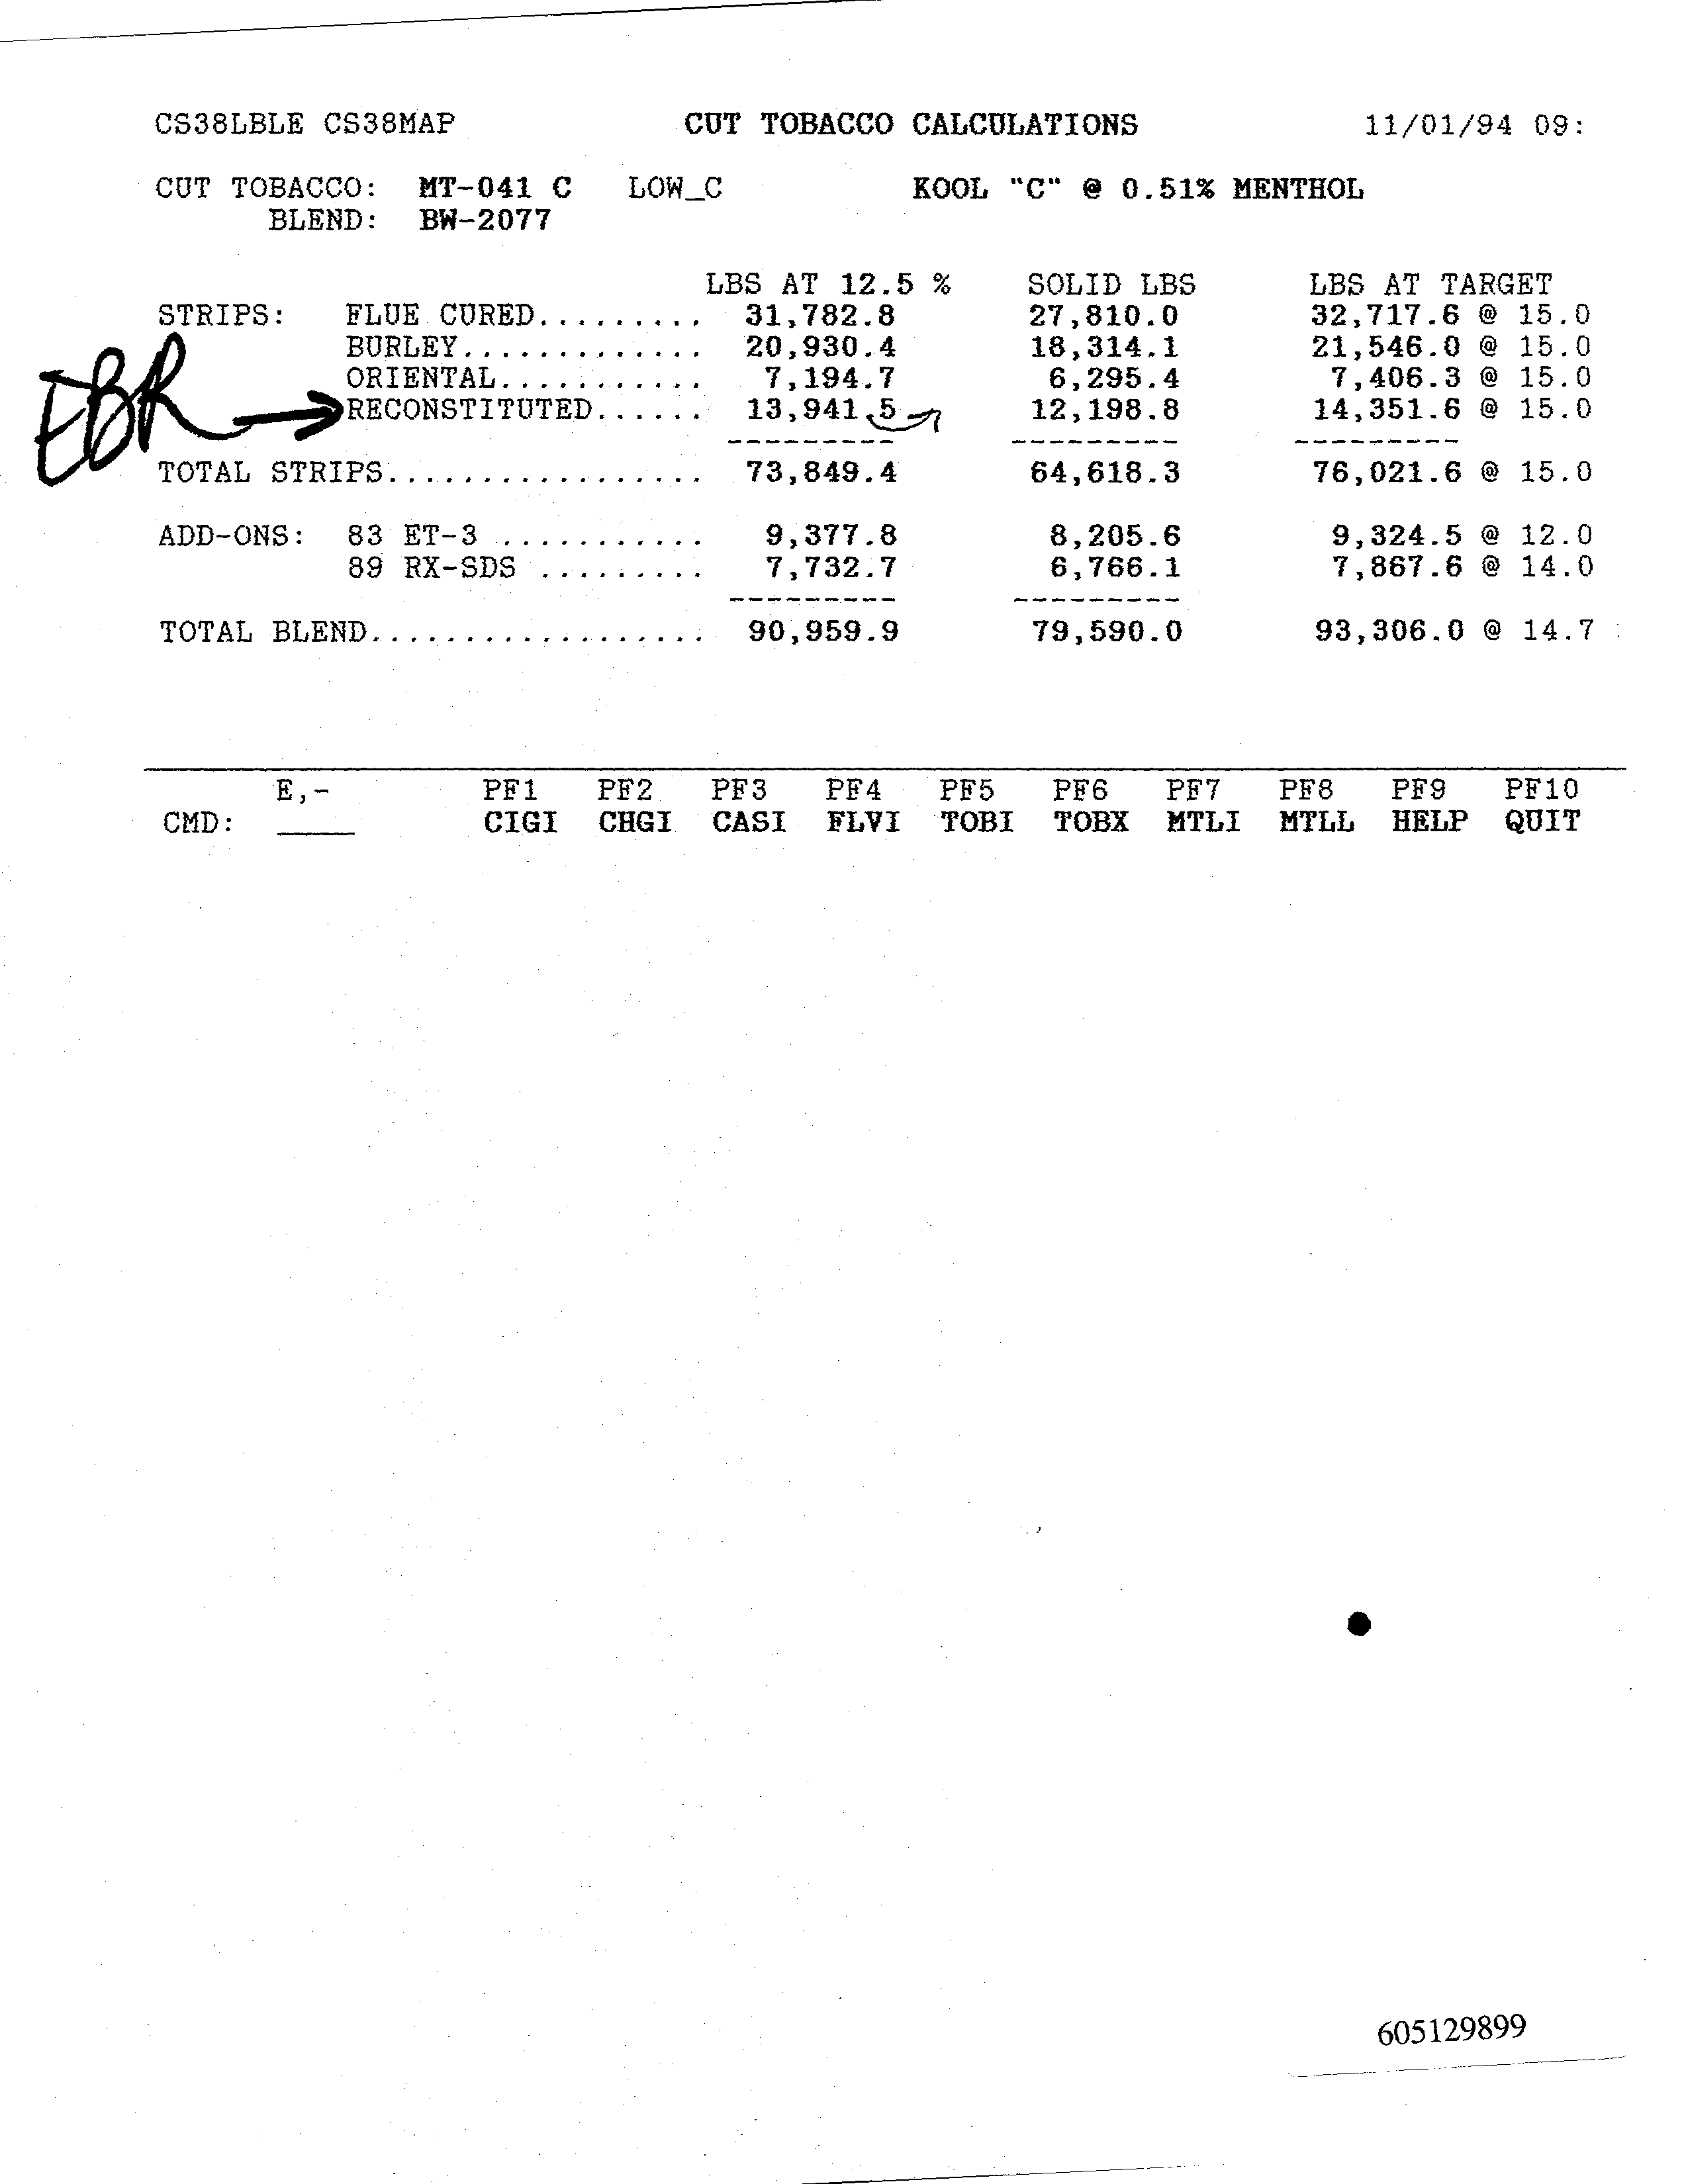 CS38LBLE CS38MAP CUT TOBACCO CALCULATIONS 11/01/94 09:
CUT TOBACCO: MT-041 C LOW_C KOOL "C" @ 0.51% MENTHOL
BLEND: BW-2077
LBS AT 12.5 % SOLID LBS LBS AT TARGET
STRIPS: FLUE CURED......... 31,782.8 27,810.0 32,717.6 @ 15.0
BURLEY............. 20,930.4 18,314.1 21,546.0 @ 15.0
ORIENTAL........... 7,194.7 6,295.4 7,406.3 @ 15.0
EBR → RECONSTITUTED...... 13,941.5 12,198.8 14,351.6 @ 15.0
--------- --------- ---------
TOTAL STRIPS................. 73,849.4 64,618.3 76,021.6 @ 15.0
ADD-ONS: 83 ET-3 ........... 9,377.8 8,205.6 9,324.5 @ 12.0
89 RX-SDS ......... 7,732.7 6,766.1 7,867.6 @ 14.0
--------- ---------
TOTAL BLEND.................. 90,959.9 79,590.0 93,306.0 @ 14.7
E,- PF1 PF2 PF3 PF4 PF5 PF6 PF7 PF8 PF9 PF10
CMD: ____ CIGI CHGI CASI FLVI TOBI TOBX MTLI MTLL HELP QUIT
605129899